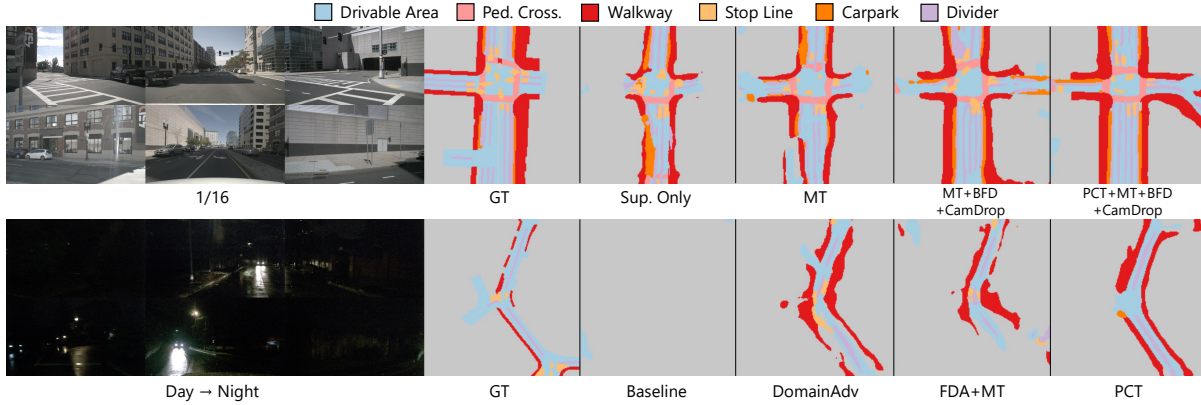 Drivable Area Ped. Cross. Walkway Stop Line Carpark Divider
1/16 GT Sup. Only MT MT+BFD +CamDrop PCT+MT+BFD +CamDrop
Day → Night GT Baseline DomainAdv FDA+MT PCT